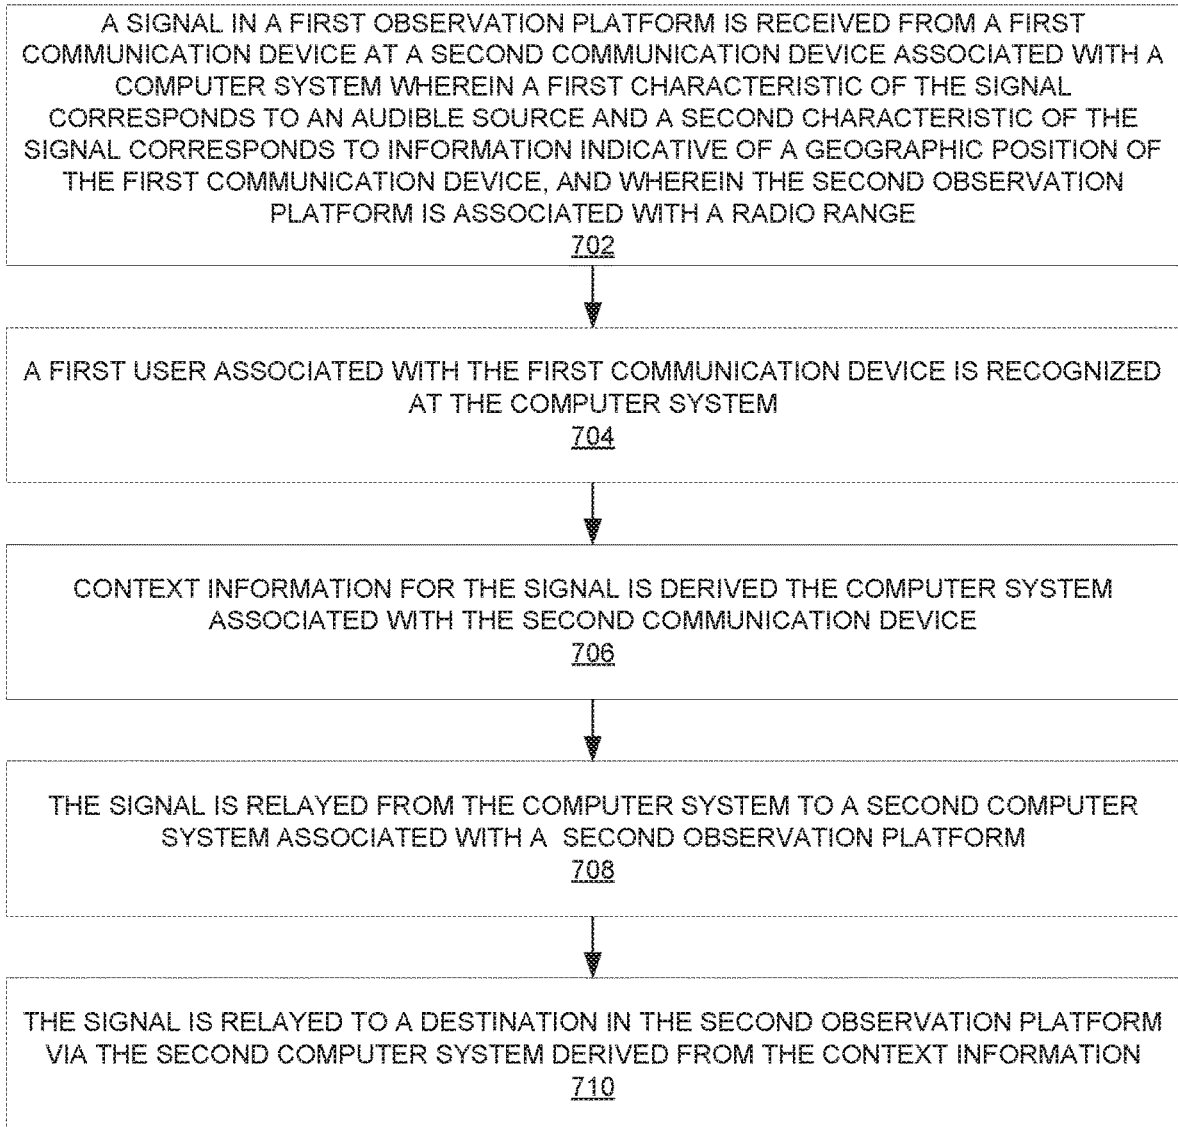 A SIGNAL IN A FIRST OBSERVATION PLATFORM IS RECEIVED FROM A FIRST
COMMUNICATION DEVICE AT A SECOND COMMUNICATION DEVICE ASSOCIATED WITH A
COMPUTER SYSTEM WHEREIN A FIRST CHARACTERISTIC OF THE SIGNAL
CORRESPONDS TO AN AUDIBLE SOURCE AND A SECOND CHARACTERISTIC OF THE
SIGNAL CORRESPONDS TO INFORMATION INDICATIVE OF A GEOGRAPHIC POSITION OF
THE FIRST COMMUNICATION DEVICE, AND WHEREIN THE SECOND OBSERVATION
PLATFORM IS ASSOCIATED WITH A RADIO RANGE
702
A FIRST USER ASSOCIATED WITH THE FIRST COMMUNICATION DEVICE IS RECOGNIZED
AT THE COMPUTER SYSTEM
704
CONTEXT INFORMATION FOR THE SIGNAL IS DERIVED THE COMPUTER SYSTEM
ASSOCIATED WITH THE SECOND COMMUNICATION DEVICE
706
THE SIGNAL IS RELAYED FROM THE COMPUTER SYSTEM TO A SECOND COMPUTER
SYSTEM ASSOCIATED WITH A SECOND OBSERVATION PLATFORM
708
THE SIGNAL IS RELAYED TO A DESTINATION IN THE SECOND OBSERVATION PLATFORM
VIA THE SECOND COMPUTER SYSTEM DERIVED FROM THE CONTEXT INFORMATION
710